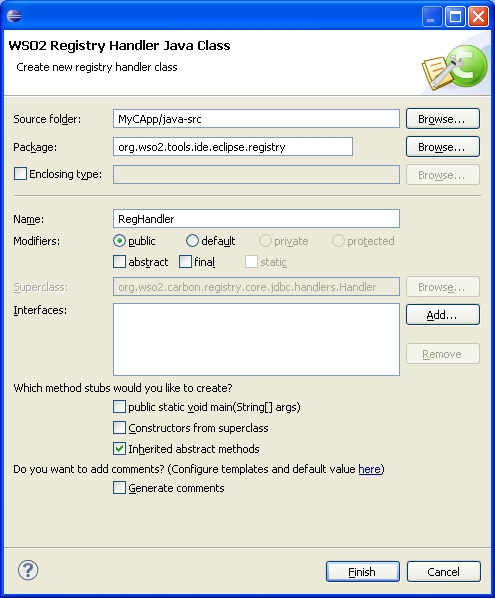 WSO2 Registry Handler Java Class
Create new registry handler class
Source folder: MyCApp/java-src Browse...
Package: org.wso2.tools.ide.eclipse.registry Browse...
Enclosing type: Browse...
Name: RegHandler
Modifiers: public default private protected
abstract final static
Superclass: org.wso2.carbon.registry.core.jdbc.handlers.Handler Browse...
Interfaces: Add...
Remove
Which method stubs would you like to create?
public static void main(String[] args)
Constructors from superclass
Inherited abstract methods
Do you want to add comments? (Configure templates and default value here)
Generate comments
? Finish Cancel